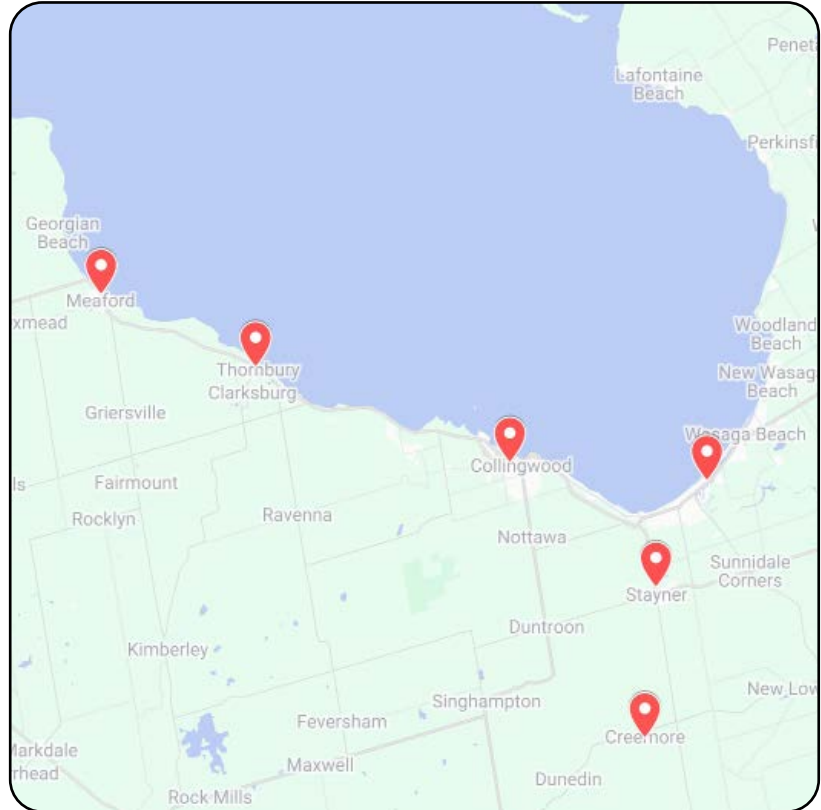 Penet
Lafontaine
Beach
Perkinsfi
Georgian
Beach
Meaford
xmead
Woodland
Beach
Thornbury
Clarksburg
New Wasag
Beach
Griersville
Wasaga Beach
Collingwood
ls
Fairmount
Rocklyn
Ravenna
Nottawa
Sunnidale
Corners
Stayner
Duntroon
Kimberley
New Low
Singhampton
Feversham
Creemore
Markdale
rhead
Maxwell
Dunedin
Rock Mills